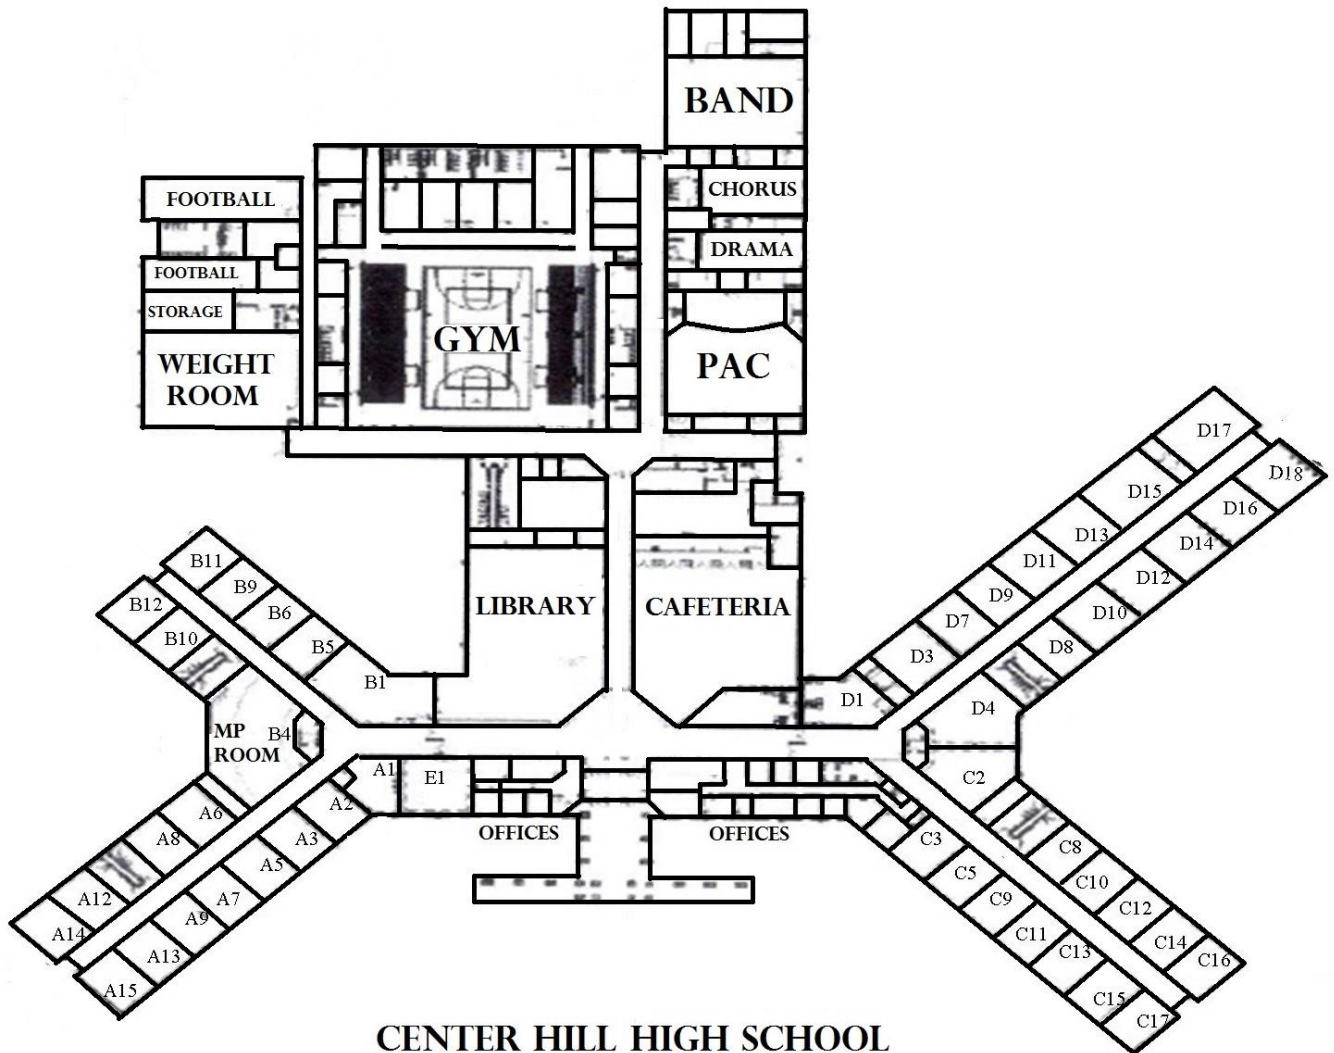 BAND
CHORUS
FOOTBALL
DRAMA
FOOTBALL
STORAGE
GYM
WEIGHT
ROOM
PAC
D17
D18
D15
D16
D13
D14
D11
D12
D9
D10
D7
D8
D3
D1
D4
B11
B9
B12
B6
B10
B5
B1
LIBRARY
CAFETERIA
MP
ROOM
B4
A1
E1
C2
A2
A6
A3
A8
A5
A12
A7
A14
A9
A13
A15
OFFICES
OFFICES
C3
C8
C5
C10
C9
C12
C11
C14
C13
C16
C15
C17
CENTER HILL HIGH SCHOOL